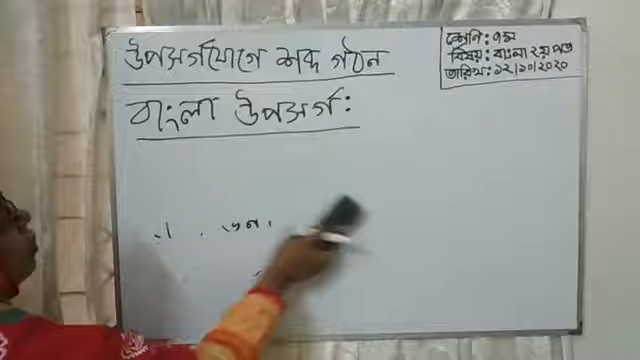 উপসর্গযোগে শব্দ গঠন
শ্রেণি: ৭ম
বিষয়: বাংলা ২য় পত্র
তারিখ: ১২/১০/২০২০
বাংলা উপসর্গ: